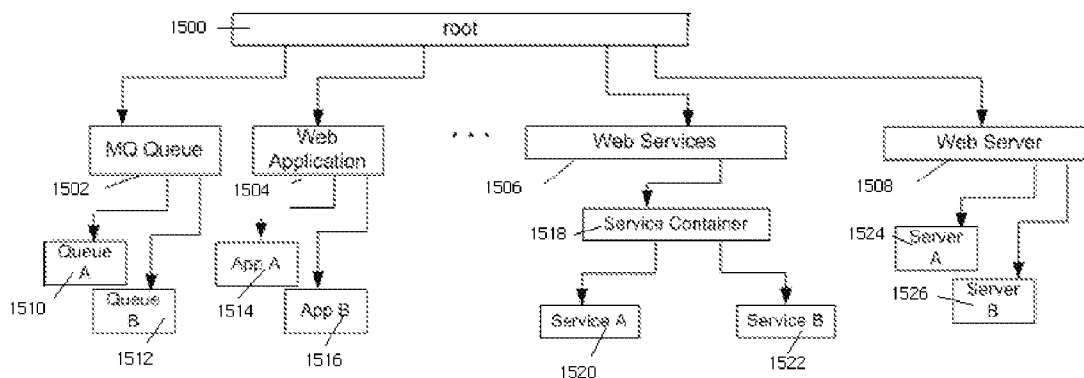 1500
root
MQ Queue
Web
Application
. . .
Web Services
Web Server
1502
1504
1506
1508
Service Container
1518
Queue
A
App A
1524
Server
A
1510
Queue
B
1514
App B
Service A
Service B
1526
Server
B
1512
1516
1520
1522